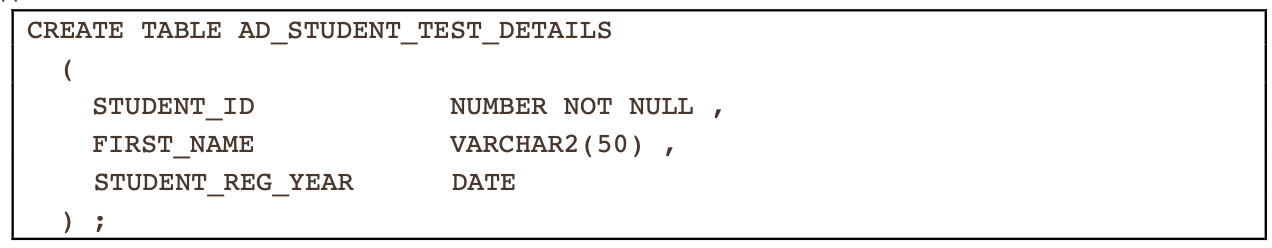 CREATE TABLE AD_STUDENT_TEST_DETAILS
(
STUDENT_ID NUMBER NOT NULL ,
FIRST_NAME VARCHAR2(50) ,
STUDENT_REG_YEAR DATE
) ;